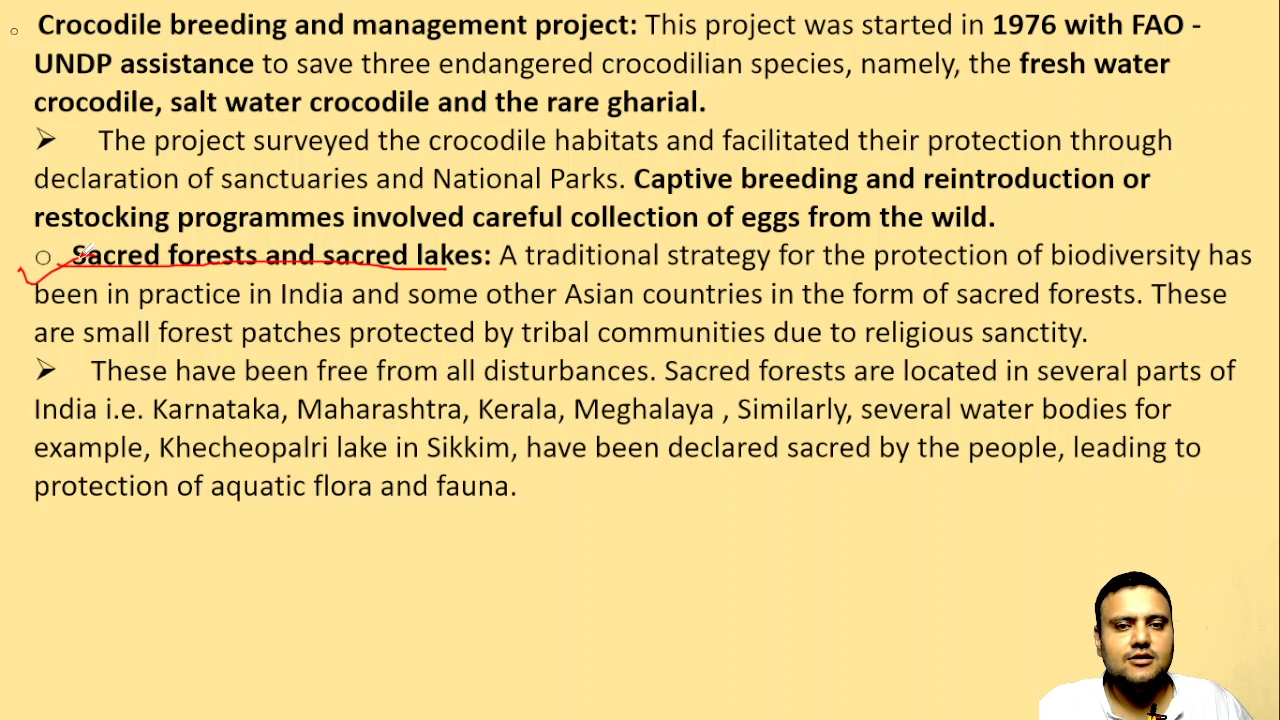 ○ Crocodile breeding and management project: This project was started in 1976 with FAO -
UNDP assistance to save three endangered crocodilian species, namely, the fresh water
crocodile, salt water crocodile and the rare gharial.
➢ The project surveyed the crocodile habitats and facilitated their protection through
declaration of sanctuaries and National Parks. Captive breeding and reintroduction or
restocking programmes involved careful collection of eggs from the wild.
○ Sacred forests and sacred lakes: A traditional strategy for the protection of biodiversity has
been in practice in India and some other Asian countries in the form of sacred forests. These
are small forest patches protected by tribal communities due to religious sanctity.
➢ These have been free from all disturbances. Sacred forests are located in several parts of
India i.e. Karnataka, Maharashtra, Kerala, Meghalaya , Similarly, several water bodies for
example, Khecheopalri lake in Sikkim, have been declared sacred by the people, leading to
protection of aquatic flora and fauna.